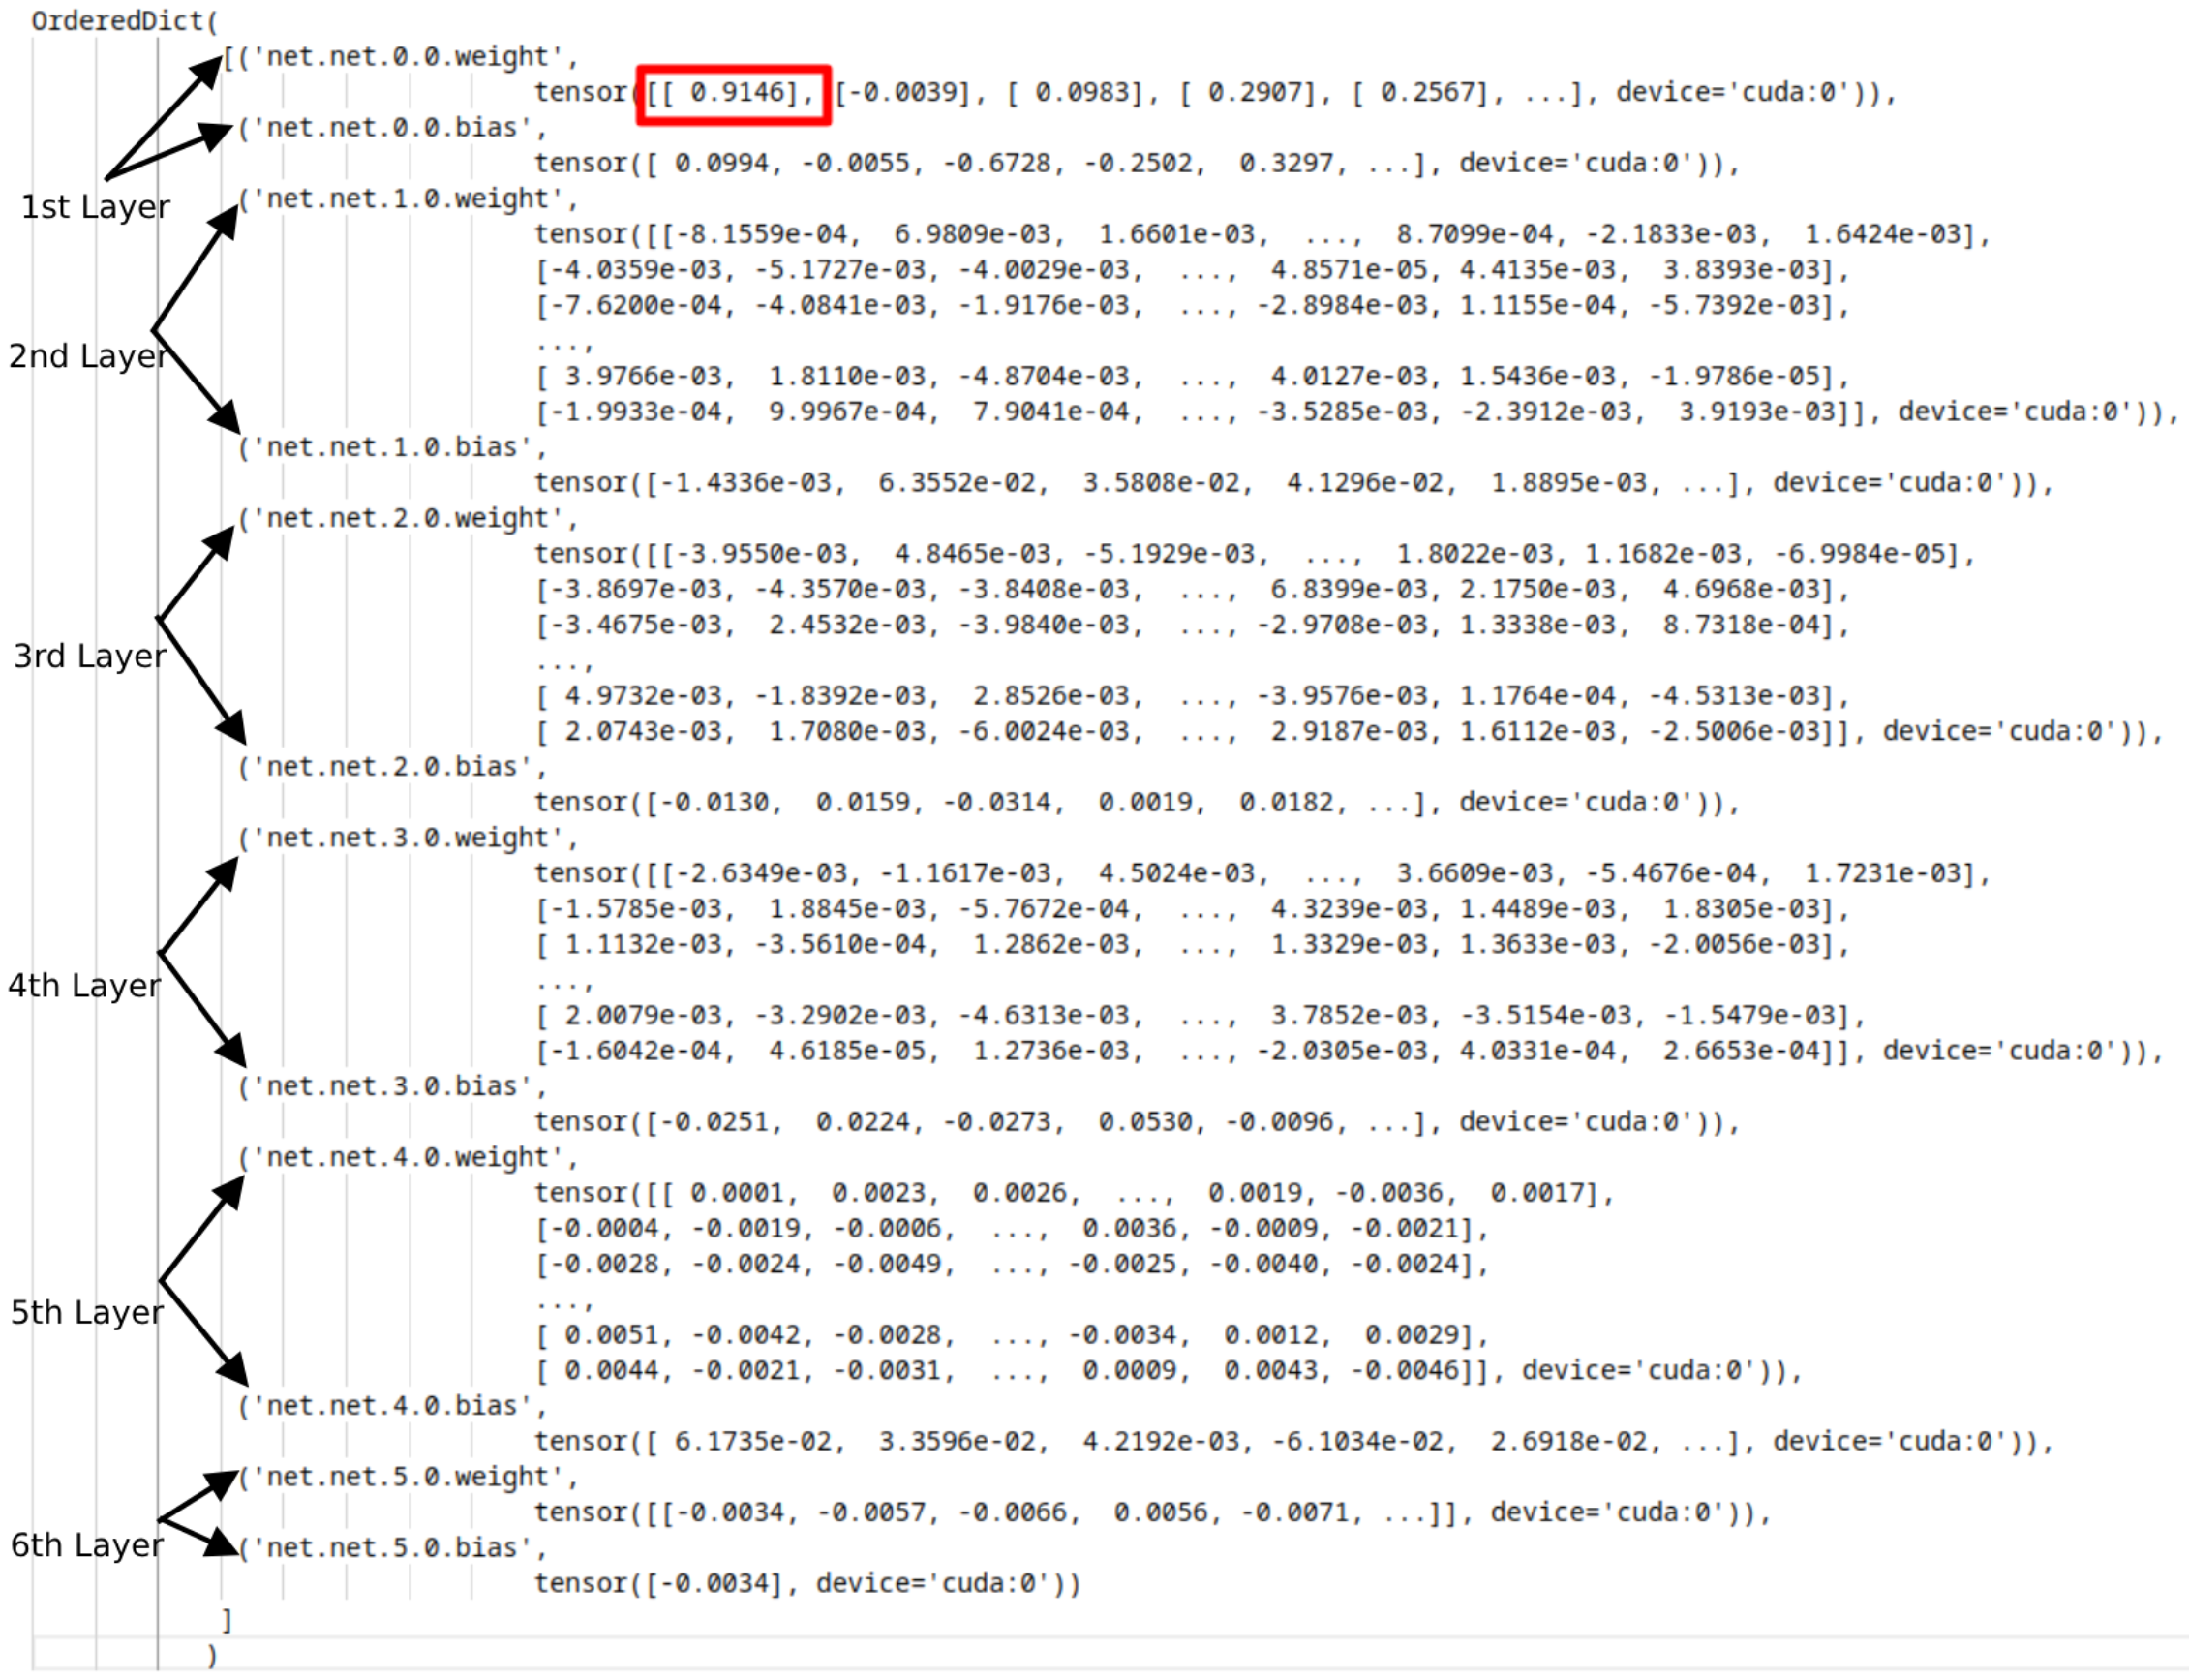 OrderedDict(
[('net.net.0.0.weight',
tensor([[ 0.9146], [-0.0039], [ 0.0983], [ 0.2907], [ 0.2567], ...], device='cuda:0')),
('net.net.0.0.bias',
tensor([ 0.0994, -0.0055, -0.6728, -0.2502, 0.3297, ...], device='cuda:0')),
1st Layer
('net.net.1.0.weight',
tensor([[-8.1559e-04, 6.9809e-03, 1.6601e-03, ..., 8.7099e-04, -2.1833e-03, 1.6424e-03],
[-4.0359e-03, -5.1727e-03, -4.0029e-03, ..., 4.8571e-05, 4.4135e-03, 3.8393e-03],
[-7.6200e-04, -4.0841e-03, -1.9176e-03, ..., -2.8984e-03, 1.1155e-04, -5.7392e-03],
...,
2nd Layer
[ 3.9766e-03, 1.8110e-03, -4.8704e-03, ..., 4.0127e-03, 1.5436e-03, -1.9786e-05],
[-1.9933e-04, 9.9967e-04, 7.9041e-04, ..., -3.5285e-03, -2.3912e-03, 3.9193e-03]], device='cuda:0')),
('net.net.1.0.bias',
tensor([-1.4336e-03, 6.3552e-02, 3.5808e-02, 4.1296e-02, 1.8895e-03, ...], device='cuda:0')),
('net.net.2.0.weight',
tensor([[-3.9550e-03, 4.8465e-03, -5.1929e-03, ..., 1.8022e-03, 1.1682e-03, -6.9984e-05],
[-3.8697e-03, -4.3570e-03, -3.8408e-03, ..., 6.8399e-03, 2.1750e-03, 4.6968e-03],
[-3.4675e-03, 2.4532e-03, -3.9840e-03, ..., -2.9708e-03, 1.3338e-03, 8.7318e-04],
3rd Layer
...,
[ 4.9732e-03, -1.8392e-03, 2.8526e-03, ..., -3.9576e-03, 1.1764e-04, -4.5313e-03],
[ 2.0743e-03, 1.7080e-03, -6.0024e-03, ..., 2.9187e-03, 1.6112e-03, -2.5006e-03]], device='cuda:0')),
('net.net.2.0.bias',
tensor([-0.0130, 0.0159, -0.0314, 0.0019, 0.0182, ...], device='cuda:0')),
('net.net.3.0.weight',
tensor([[-2.6349e-03, -1.1617e-03, 4.5024e-03, ..., 3.6609e-03, -5.4676e-04, 1.7231e-03],
[-1.5785e-03, 1.8845e-03, -5.7672e-04, ..., 4.3239e-03, 1.4489e-03, 1.8305e-03],
[ 1.1132e-03, -3.5610e-04, 1.2862e-03, ..., 1.3329e-03, 1.3633e-03, -2.0056e-03],
4th Layer
...,
[ 2.0079e-03, -3.2902e-03, -4.6313e-03, ..., 3.7852e-03, -3.5154e-03, -1.5479e-03],
[-1.6042e-04, 4.6185e-05, 1.2736e-03, ..., -2.0305e-03, 4.0331e-04, 2.6653e-04]], device='cuda:0')),
('net.net.3.0.bias',
tensor([-0.0251, 0.0224, -0.0273, 0.0530, -0.0096, ...], device='cuda:0')),
('net.net.4.0.weight',
tensor([[ 0.0001, 0.0023, 0.0026, ..., 0.0019, -0.0036, 0.0017],
[-0.0004, -0.0019, -0.0006, ..., 0.0036, -0.0009, -0.0021],
[-0.0028, -0.0024, -0.0049, ..., -0.0025, -0.0040, -0.0024],
...,
5th Layer
[ 0.0051, -0.0042, -0.0028, ..., -0.0034, 0.0012, 0.0029],
[ 0.0044, -0.0021, -0.0031, ..., 0.0009, 0.0043, -0.0046]], device='cuda:0')),
('net.net.4.0.bias',
tensor([ 6.1735e-02, 3.3596e-02, 4.2192e-03, -6.1034e-02, 2.6918e-02, ...], device='cuda:0')),
('net.net.5.0.weight',
tensor([[-0.0034, -0.0057, -0.0066, 0.0056, -0.0071, ...]], device='cuda:0')),
6th Layer
('net.net.5.0.bias',
tensor([-0.0034], device='cuda:0'))
]
)